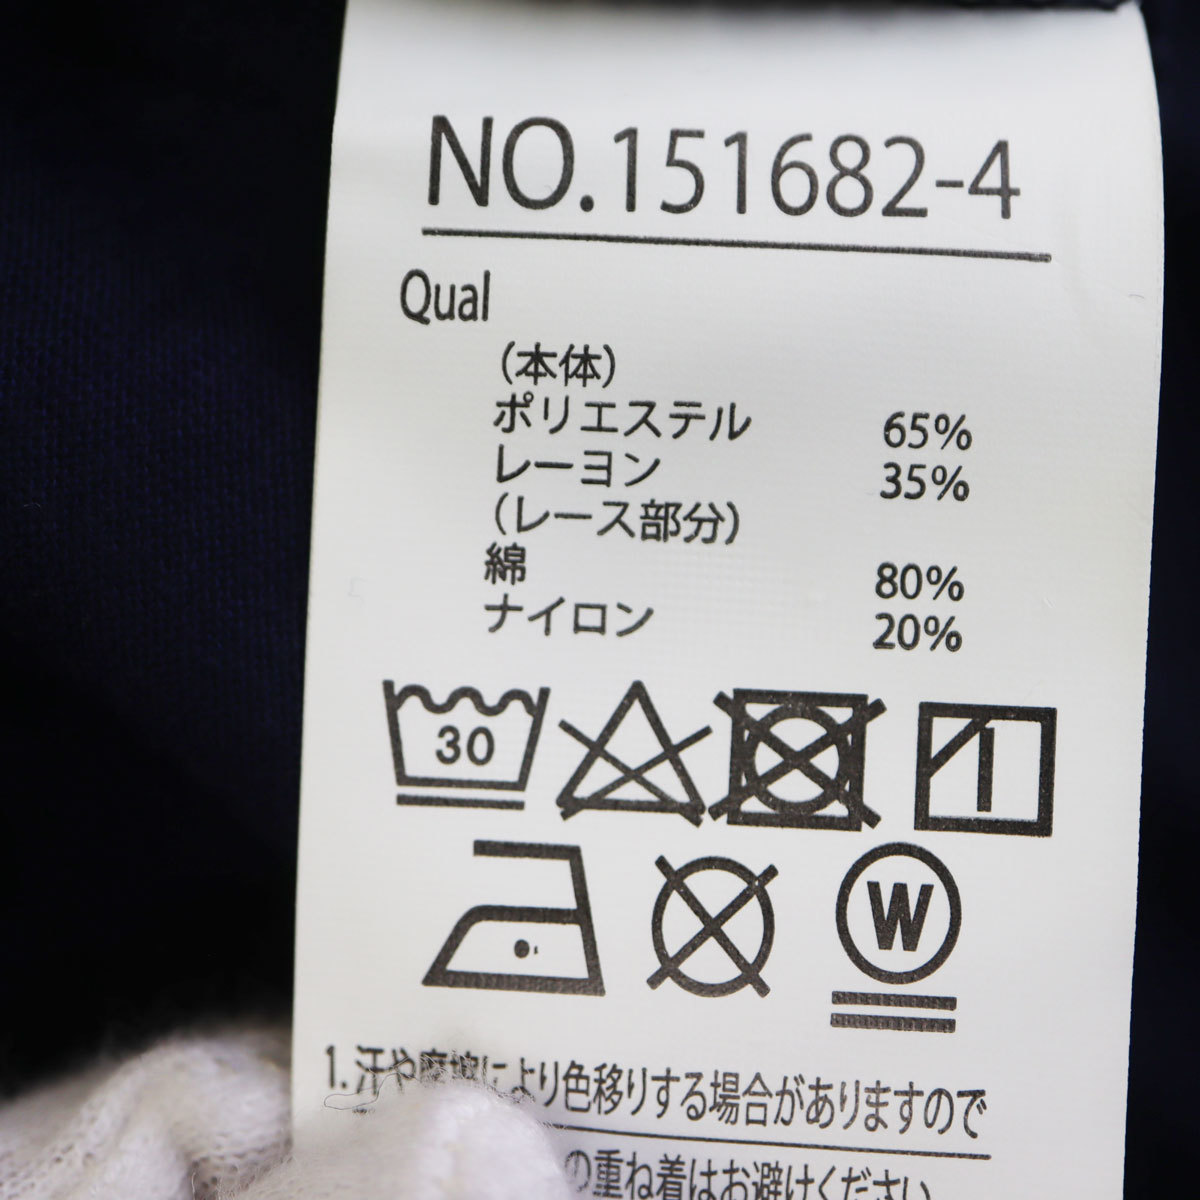 NO.151682-4
Qual
(本体)
ポリエステル 65%
レーヨン 35%
(レース部分)
綿 80%
ナイロン 20%
30
W
1. 汗や摩擦により色移りする場合がありますので
の重ね着はお避けください